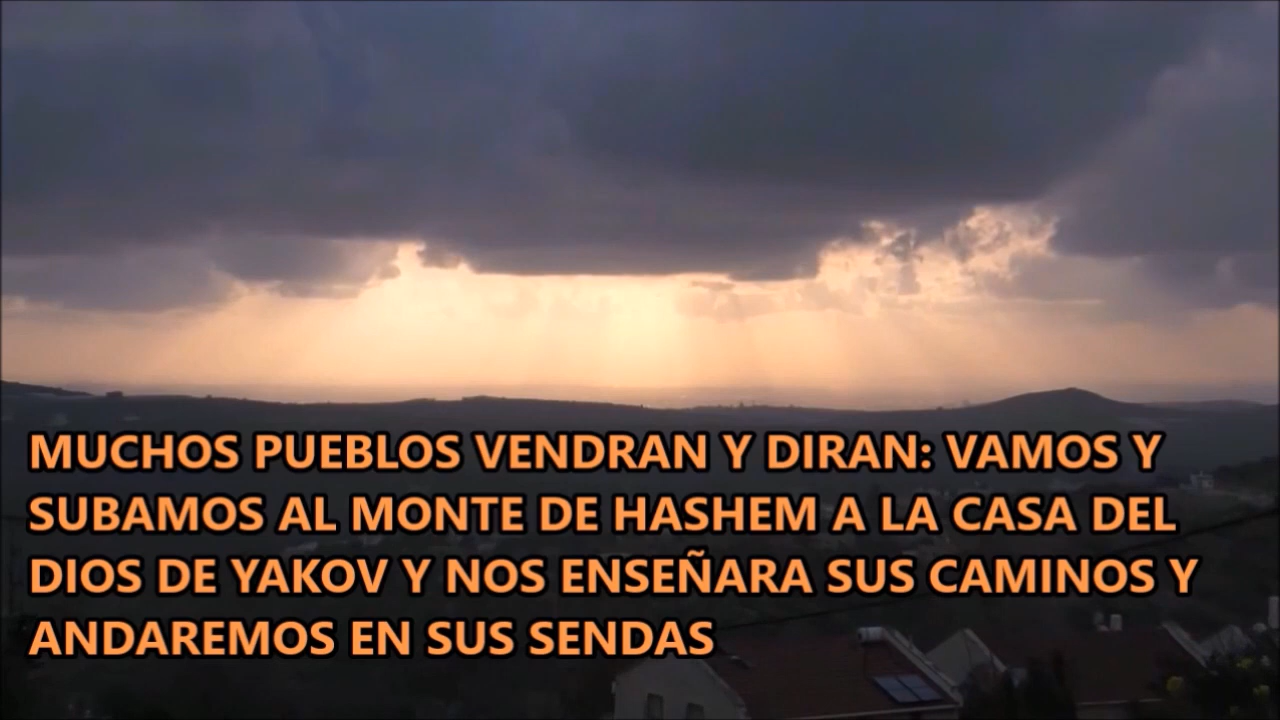 MUCHOS PUEBLOS VENDRAN Y DIRAN: VAMOS Y
SUBAMOS AL MONTE DE HASHEM A LA CASA DEL
DIOS DE YAKOV Y NOS ENSEÑARA SUS CAMINOS Y
ANDAREMOS EN SUS SENDAS